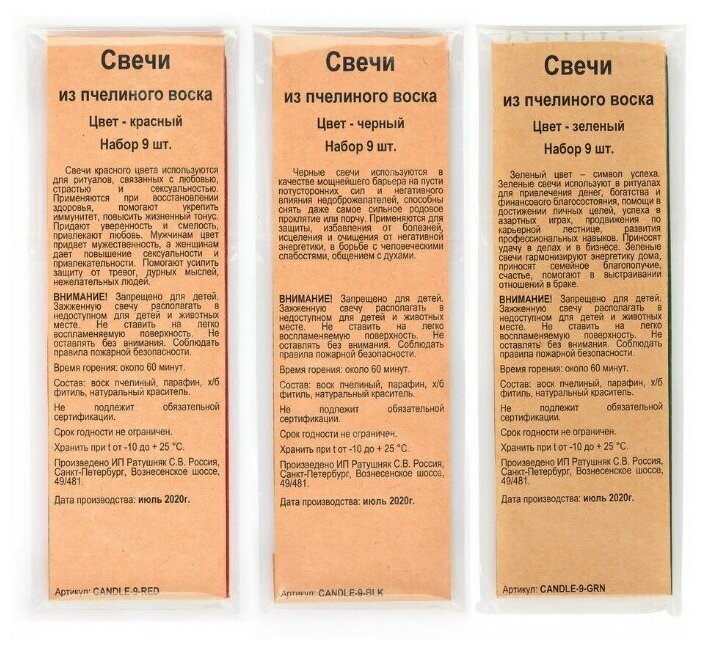 Свечи
из пчелиного воска
Цвет - красный
Набор 9 шт.
Свечи красного цвета используются
для ритуалов, связанных с любовью,
страстью и сексуальностью.
Применяются при восстановлении
здоровья, помогают укрепить
иммунитет, повысить жизненный тонус.
Придают уверенность и смелость,
привлекают любовь. Мужчинам цвет
придает мужественность, а женщинам
дает повышение сексуальности и
привлекательности. Помогают усилить
защиту от тревог, дурных мыслей,
нежелательных людей.
ВНИМАНИЕ! Запрещено для детей.
Зажженную свечу располагать в
недоступном для детей и животных
месте. Не ставить на легко
воспламеняемую поверхность. Не
оставлять без внимания. Соблюдать
правила пожарной безопасности.
Время горения: около 60 минут.
Состав: воск пчелиный, парафин, х/б
фитиль, натуральный краситель.
Не подлежит обязательной
сертификации.
Срок годности не ограничен.
Хранить при t от -10 до + 25 °C.
Произведено ИП Ратушняк С.В. Россия,
Санкт-Петербург, Вознесенское шоссе,
49/481.
Дата производства: июль 2020г.
Артикул: CANDLE-9-RED
Свечи
из пчелиного воска
Цвет - черный
Набор 9 шт.
Черные свечи используются в
качестве мощнейшего барьера на пути
потусторонних сил и негативного
влияния недоброжелателей, способны
снять даже самое сильное родовое
проклятие или порчу. Применяются для
защиты, избавления от болезней,
исцеления и очищения от негативной
энергетики, в борьбе с человеческими
слабостями, общением с духами.
ВНИМАНИЕ! Запрещено для детей.
Зажженную свечу располагать в
недоступном для детей и животных
месте. Не ставить на легко
воспламеняемую поверхность. Не
оставлять без внимания. Соблюдать
правила пожарной безопасности.
Время горения: около 60 минут.
Состав: воск пчелиный, парафин, х/б
фитиль, натуральный краситель.
Не подлежит обязательной
сертификации.
Срок годности не ограничен.
Хранить при t от -10 до + 25 °C.
Произведено ИП Ратушняк С.В. Россия,
Санкт-Петербург, Вознесенское шоссе,
49/481.
Дата производства: июль 2020г.
Артикул: CANDLE-9-BLK
Свечи
из пчелиного воска
Цвет - зеленый
Набор 9 шт.
Зеленый цвет – символ успеха.
Зеленые свечи используют в ритуалах
для привлечения денег, богатства и
финансового благосостояния, помощи в
достижении личных целей, успеха в
азартных играх, продвижения по
карьерной лестнице, развития
профессиональных навыков. Приносят
удачу в делах и в бизнесе. Зеленые
свечи гармонизируют энергетику дома,
приносят семейное благополучие,
счастье, помогают в выстраивании
отношений в браке.
ВНИМАНИЕ! Запрещено для детей.
Зажженную свечу располагать в
недоступном для детей и животных
месте. Не ставить на легко
воспламеняемую поверхность. Не
оставлять без внимания. Соблюдать
правила пожарной безопасности.
Время горения: около 60 минут.
Состав: воск пчелиный, парафин, х/б
фитиль, натуральный краситель.
Не подлежит обязательной
сертификации.
Срок годности не ограничен.
Хранить при t от -10 до + 25 °C.
Произведено ИП Ратушняк С.В. Россия,
Санкт-Петербург, Вознесенское шоссе,
49/481.
Дата производства: июль 2020г.
Артикул: CANDLE-9-GRN